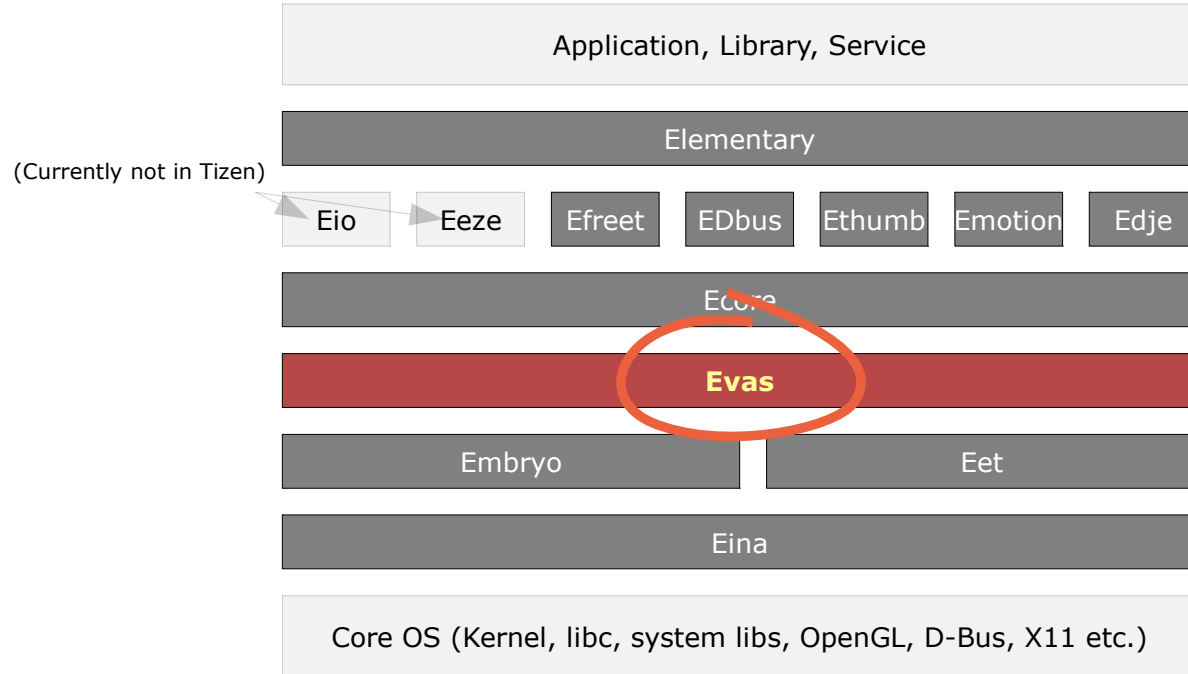 Application, Library, Service
Elementary
(Currently not in Tizen)
Eio Eeze Efreet EDbus Ethumb Emotion Edje
Ecore
Evas
Embryo Eet
Eina
Core OS (Kernel, libc, system libs, OpenGL, D-Bus, X11 etc.)